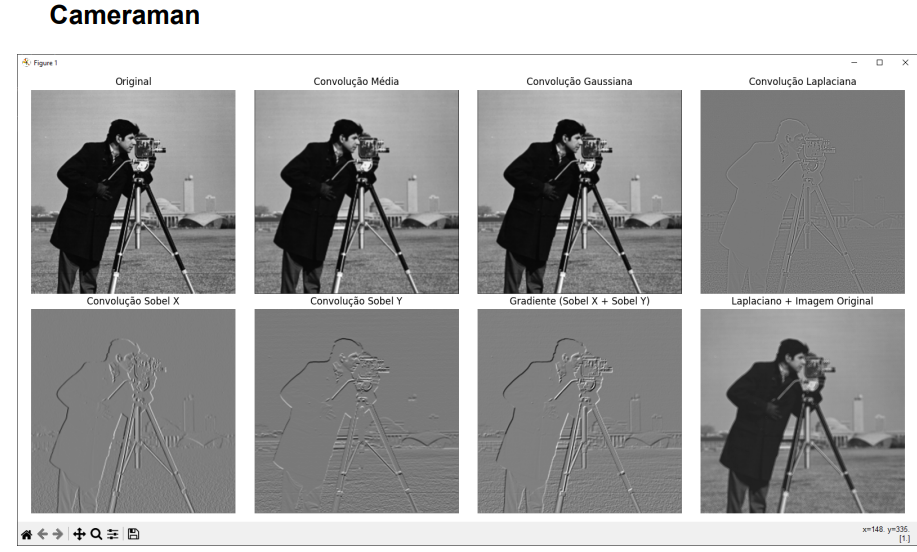 Cameraman
Figure 1
Original
Convolução Média
Convolução Gaussiana
Convolução Laplaciana
Convolução Sobel X
Convolução Sobel Y
Gradiente (Sobel X + Sobel Y)
Laplaciano + Imagem Original
x=148. y=336.
[1.]